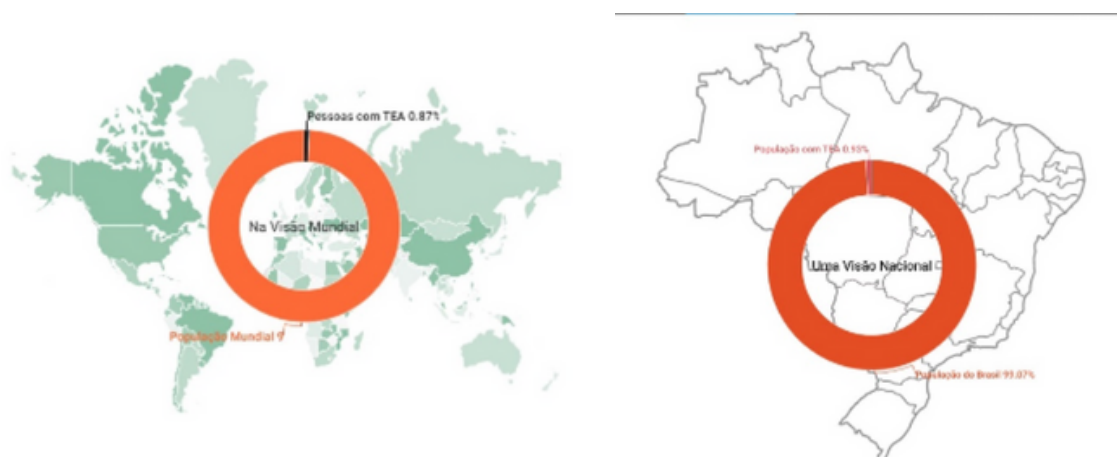 Pessoas com TEA 0.87%
Na Visão Mundial
População Mundial 9
População com TEA 0.93%
Uma Visão Nacional
População do Brasil 99.07%